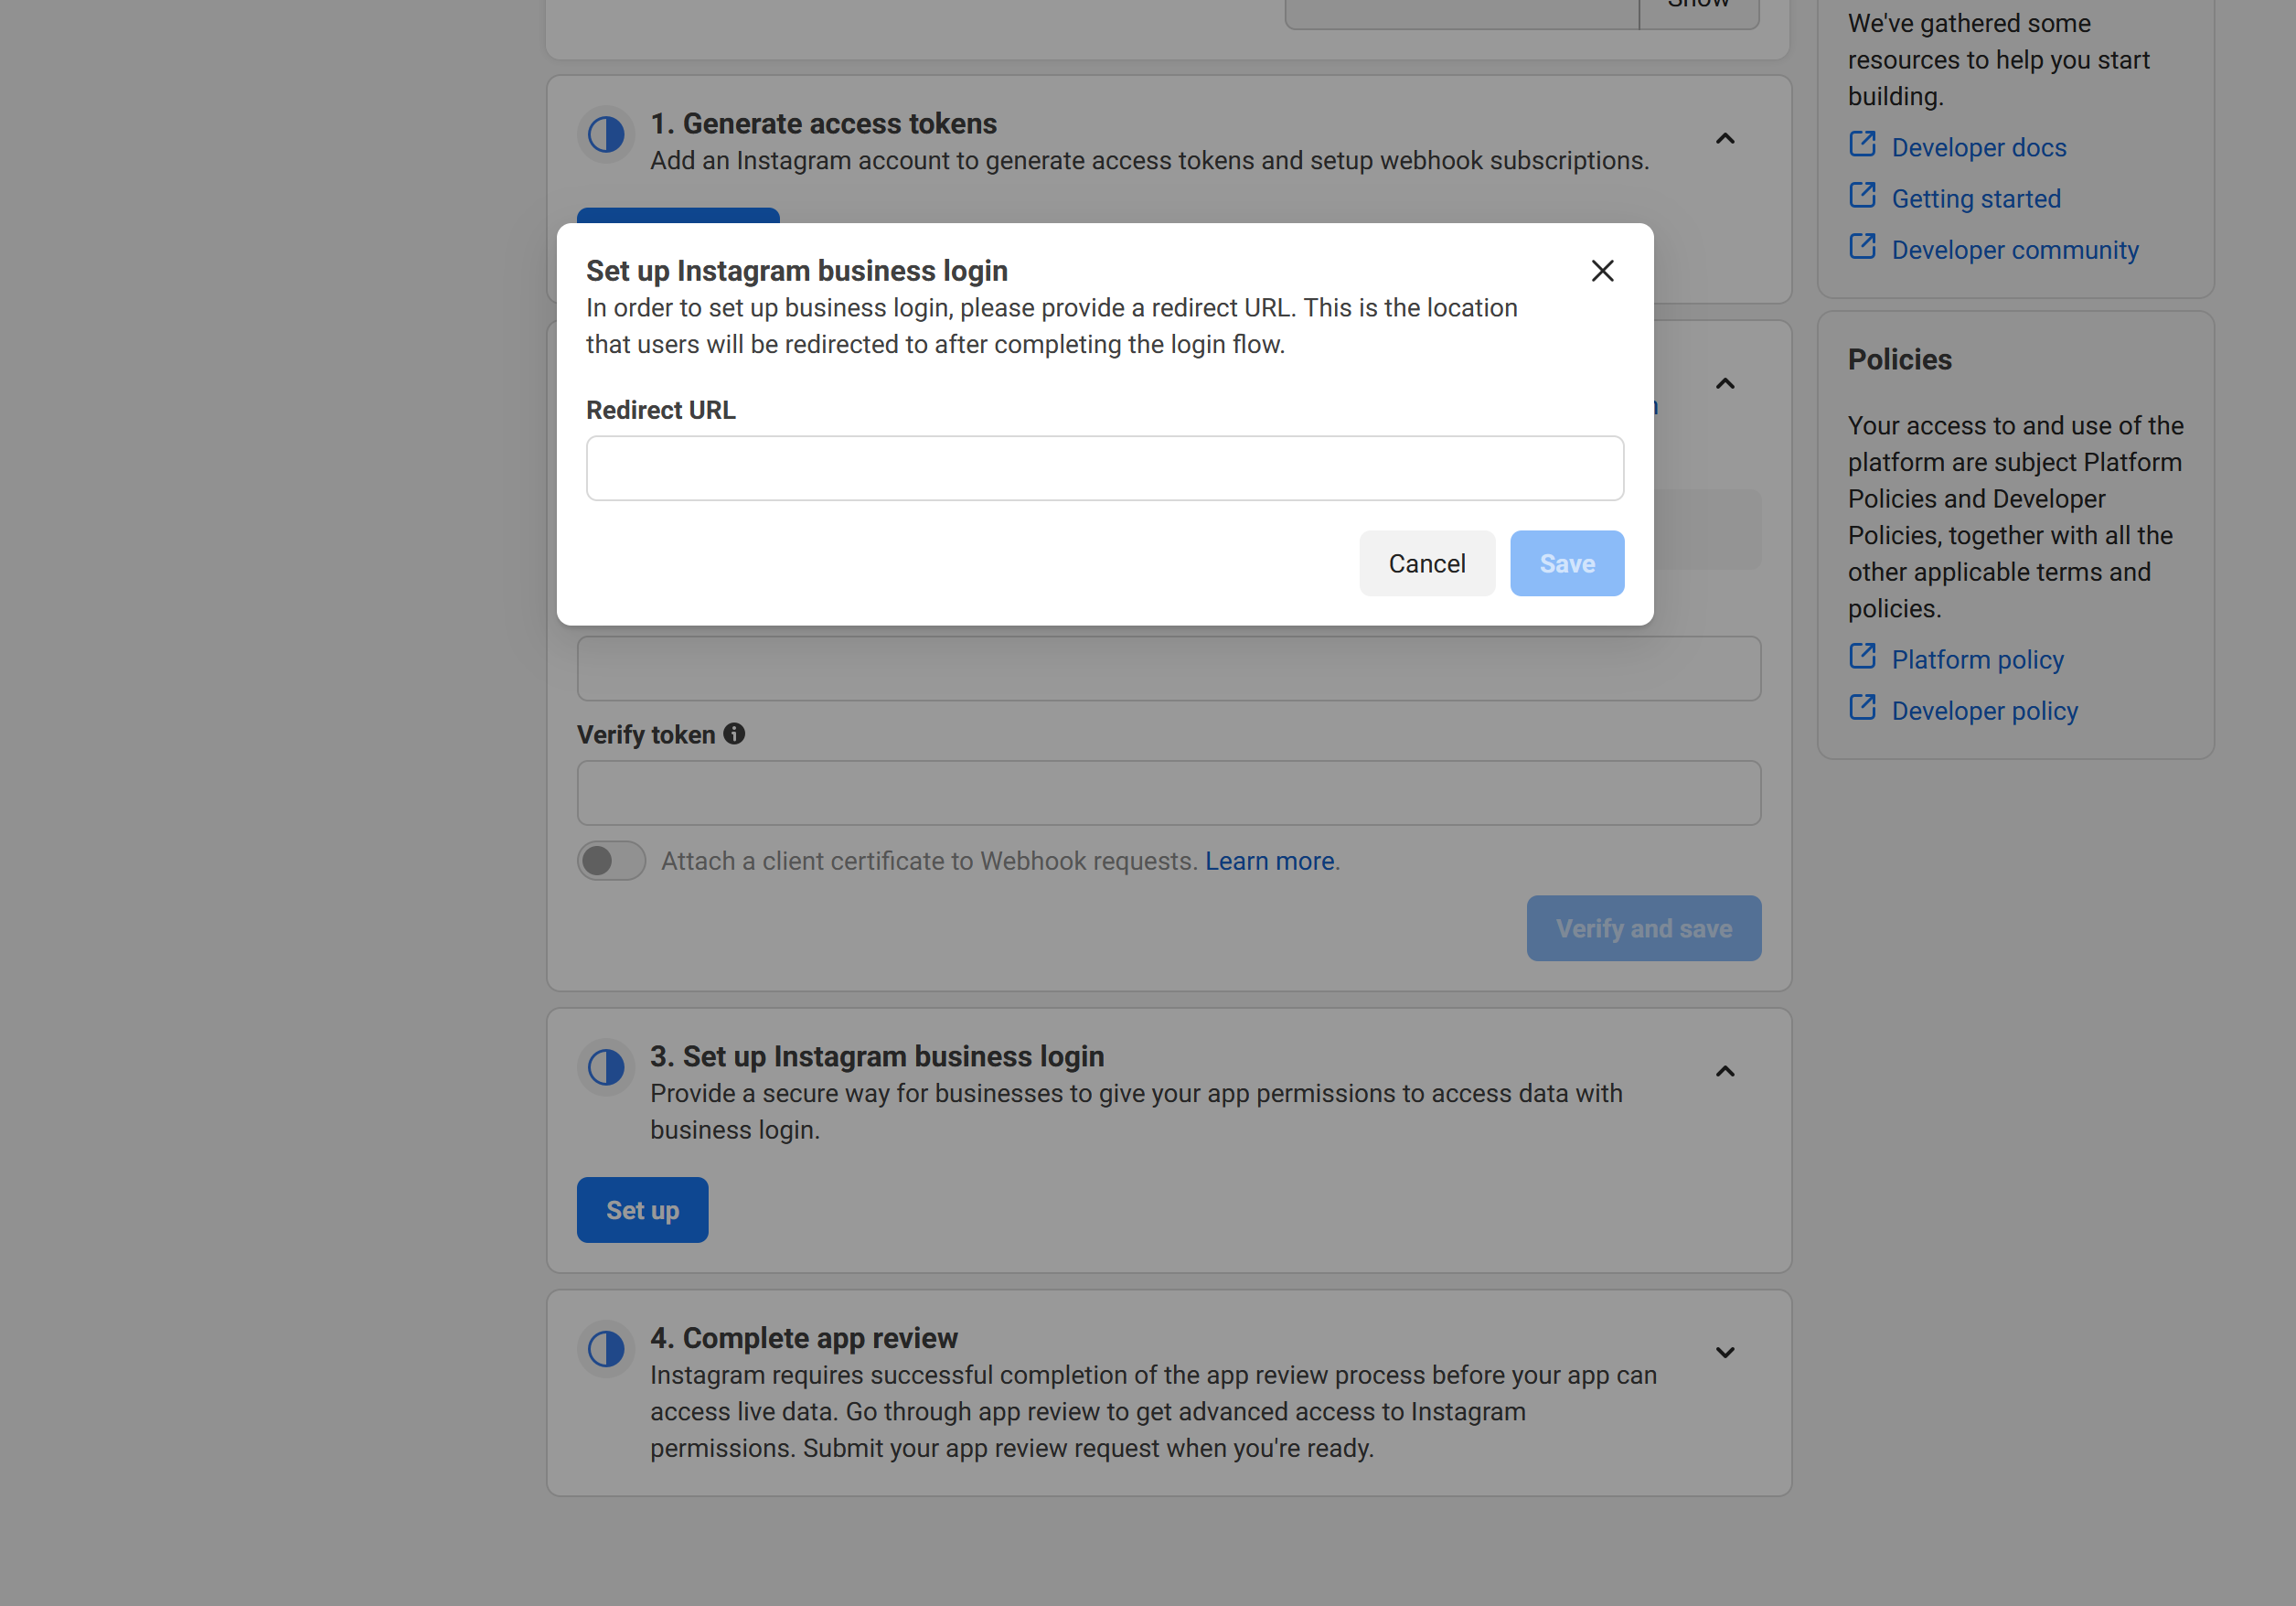 Show
We've gathered some
resources to help you start
building.
Developer docs
Getting started
Developer community
1. Generate access tokens
Add an Instagram account to generate access tokens and setup webhook subscriptions.
Set up Instagram business login
In order to set up business login, please provide a redirect URL. This is the location
that users will be redirected to after completing the login flow.
Redirect URL
Cancel
Save
Policies
Your access to and use of the
platform are subject Platform
Policies and Developer
Policies, together with all the
other applicable terms and
policies.
Platform policy
Developer policy
Verify token
Attach a client certificate to Webhook requests. Learn more.
Verify and save
3. Set up Instagram business login
Provide a secure way for businesses to give your app permissions to access data with
business login.
Set up
4. Complete app review
Instagram requires successful completion of the app review process before your app can
access live data. Go through app review to get advanced access to Instagram
permissions. Submit your app review request when you're ready.